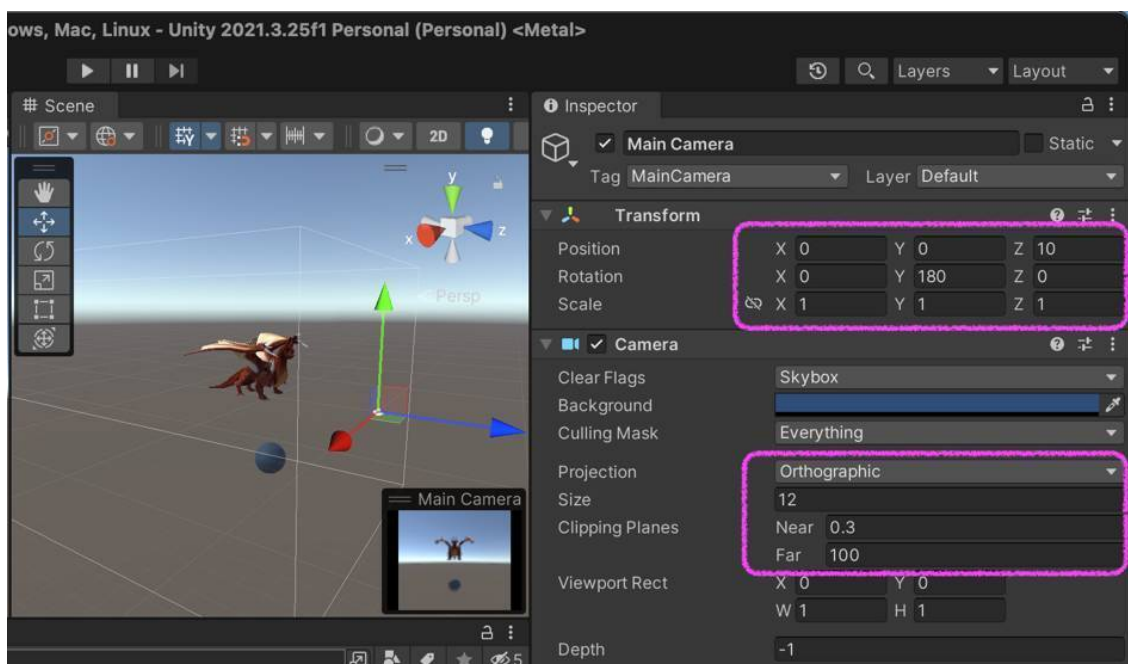 ows, Mac, Linux - Unity 2021.3.25f1 Personal (Personal) <Metal>
Layers Layout
# Scene
Inspector
2D
Main Camera Static
Tag MainCamera Layer Default
y
x
z
Persp
Transform
Position X 0 Y 0 Z 10
Rotation X 0 Y 180 Z 0
Scale X 1 Y 1 Z 1
Camera
Clear Flags Skybox
Background
Culling Mask Everything
Projection Orthographic
Size 12
Clipping Planes Near 0.3
Far 100
Main Camera
Viewport Rect X 0 Y 0
W 1 H 1
Depth -1
5